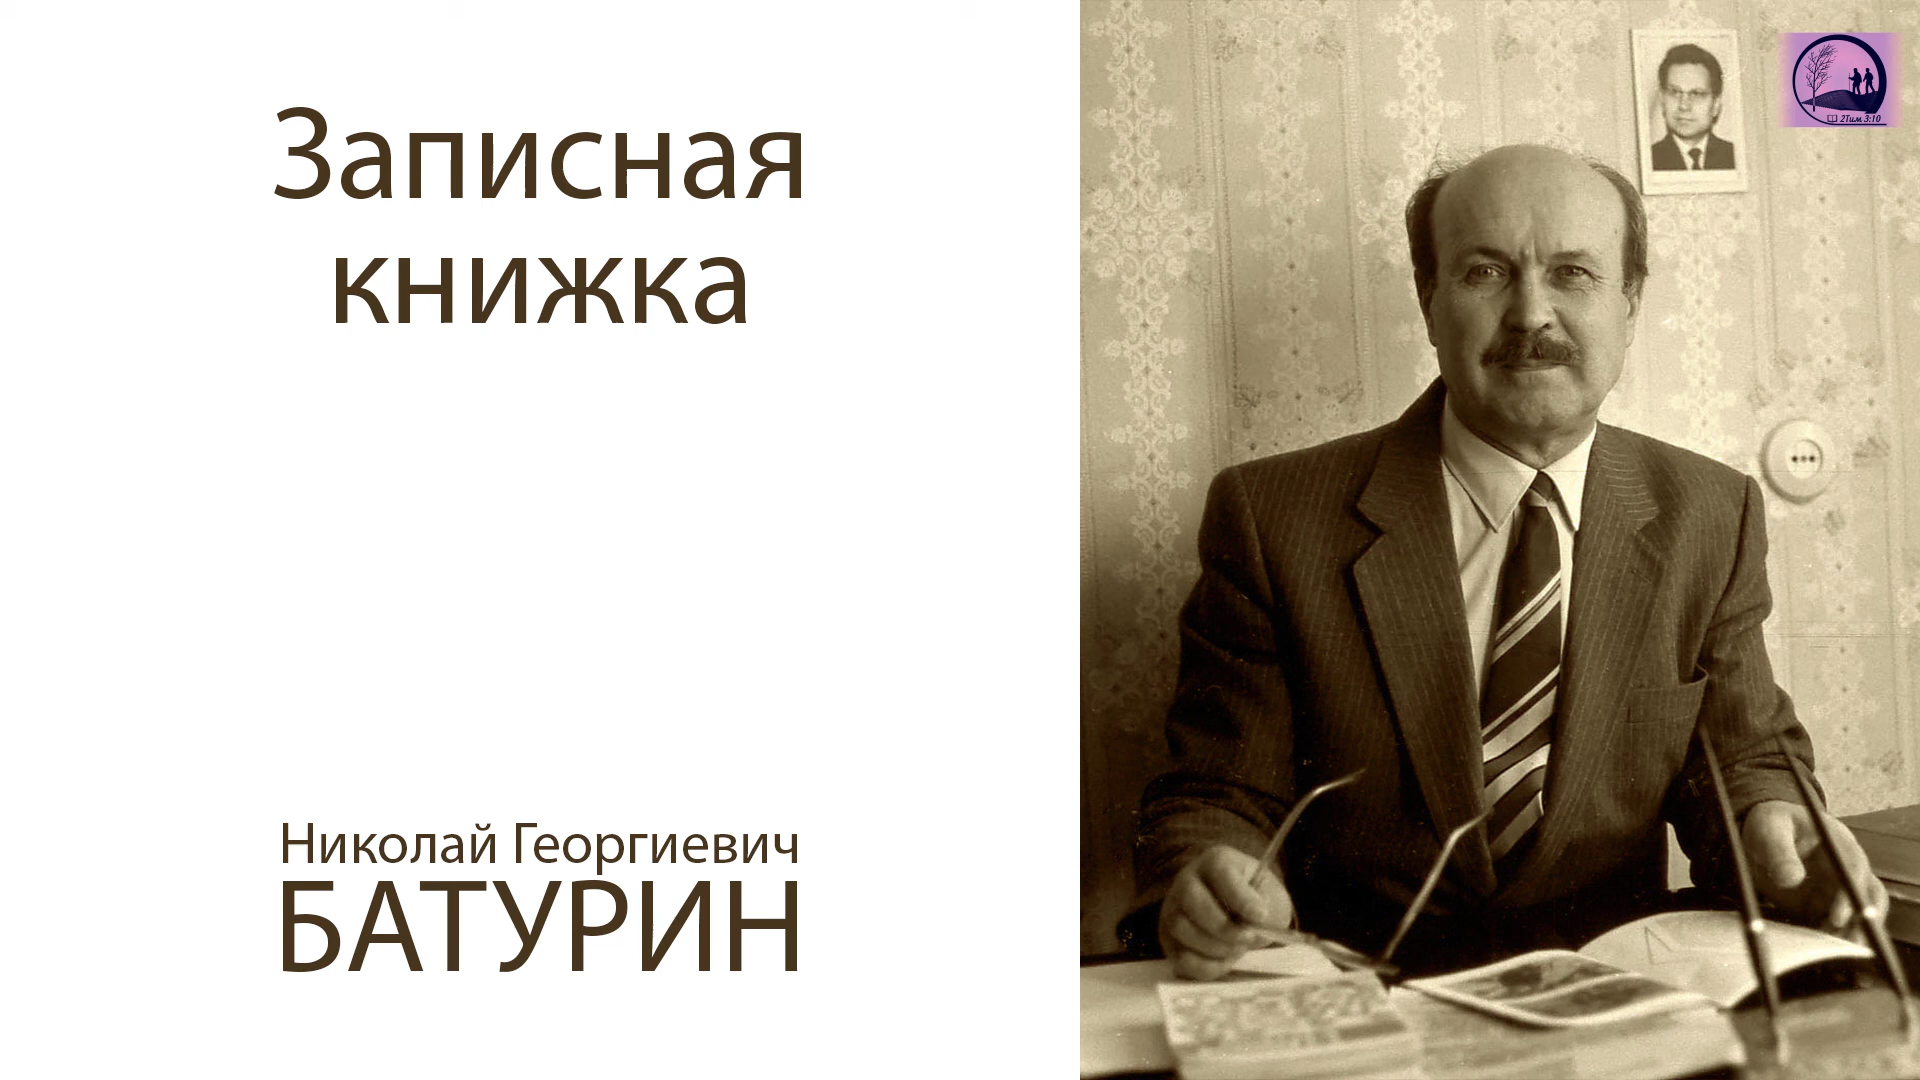 Записная
книжка
Николай Георгиевич
БАТУРИН
2Тим 3:10